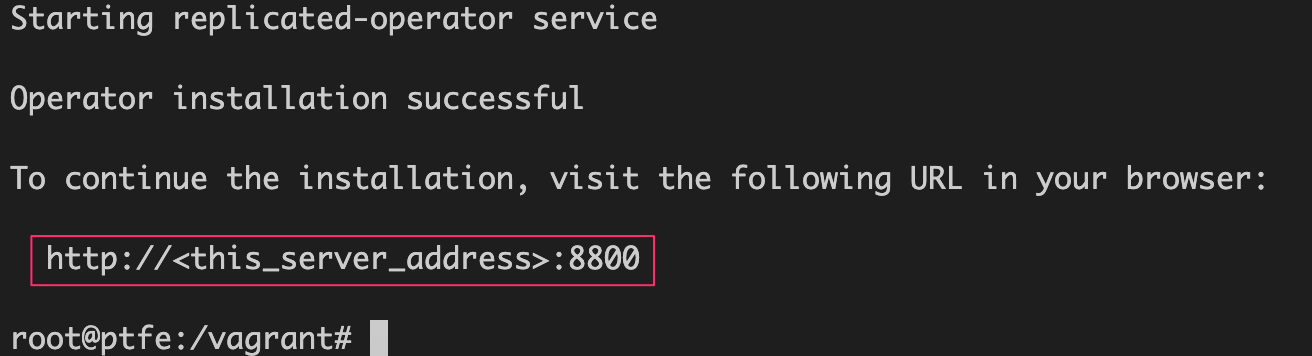 Starting replicated-operator service
Operator installation successful
To continue the installation, visit the following URL in your browser:
http://<this_server_address>:8800
root@ptfe:/vagrant#